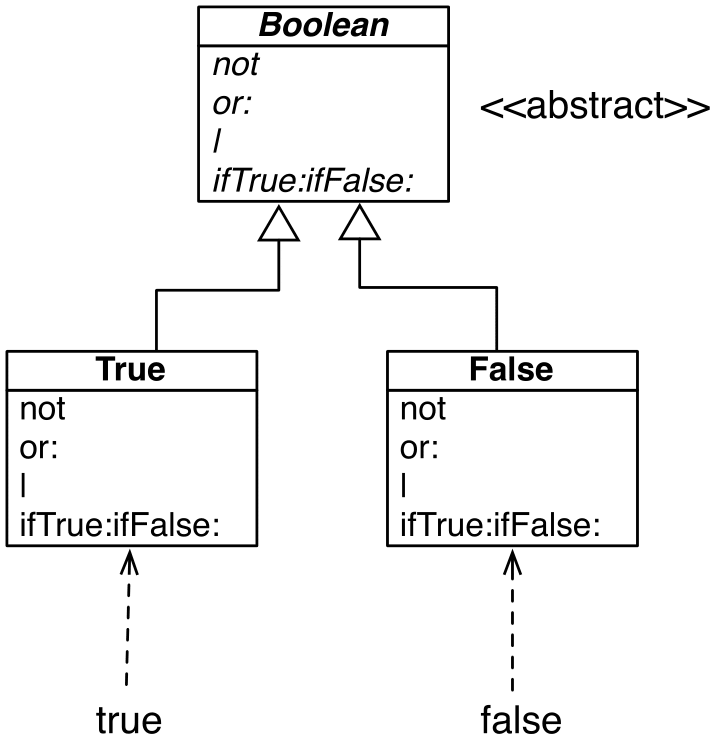 Boolean
not
or:
|
ifTrue:ifFalse:
<<abstract>>
True
not
or:
|
ifTrue:ifFalse:
False
not
or:
|
ifTrue:ifFalse:
true
false